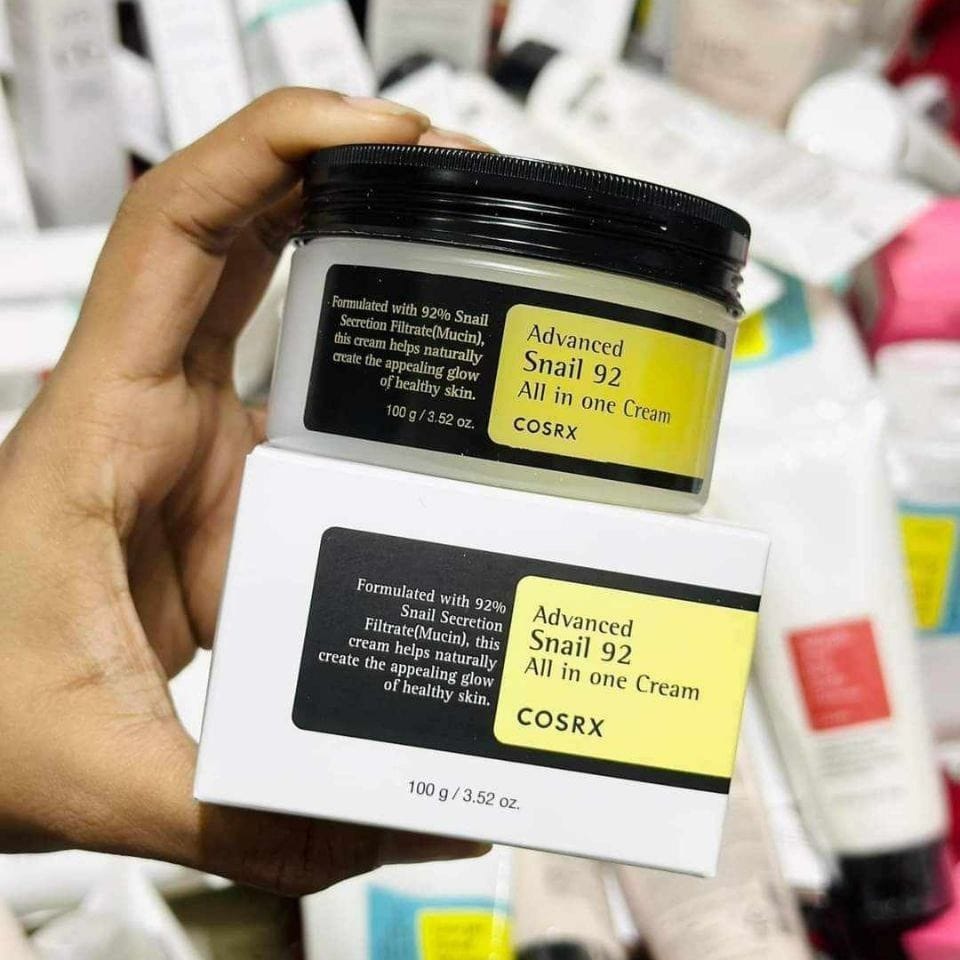 Formulated with 92% Snail
Secretion Filtrate(Mucin),
this cream helps naturally
create the appealing glow
of healthy skin.
100 g / 3.52 oz.
Advanced
Snail 92
All in one Cream
COSRX
Formulated with 92%
Snail Secretion
Filtrate(Mucin), this
cream helps naturally
create the appealing glow
of healthy skin.
Advanced
Snail 92
All in one Cream
COSRX
100 g / 3.52 oz.